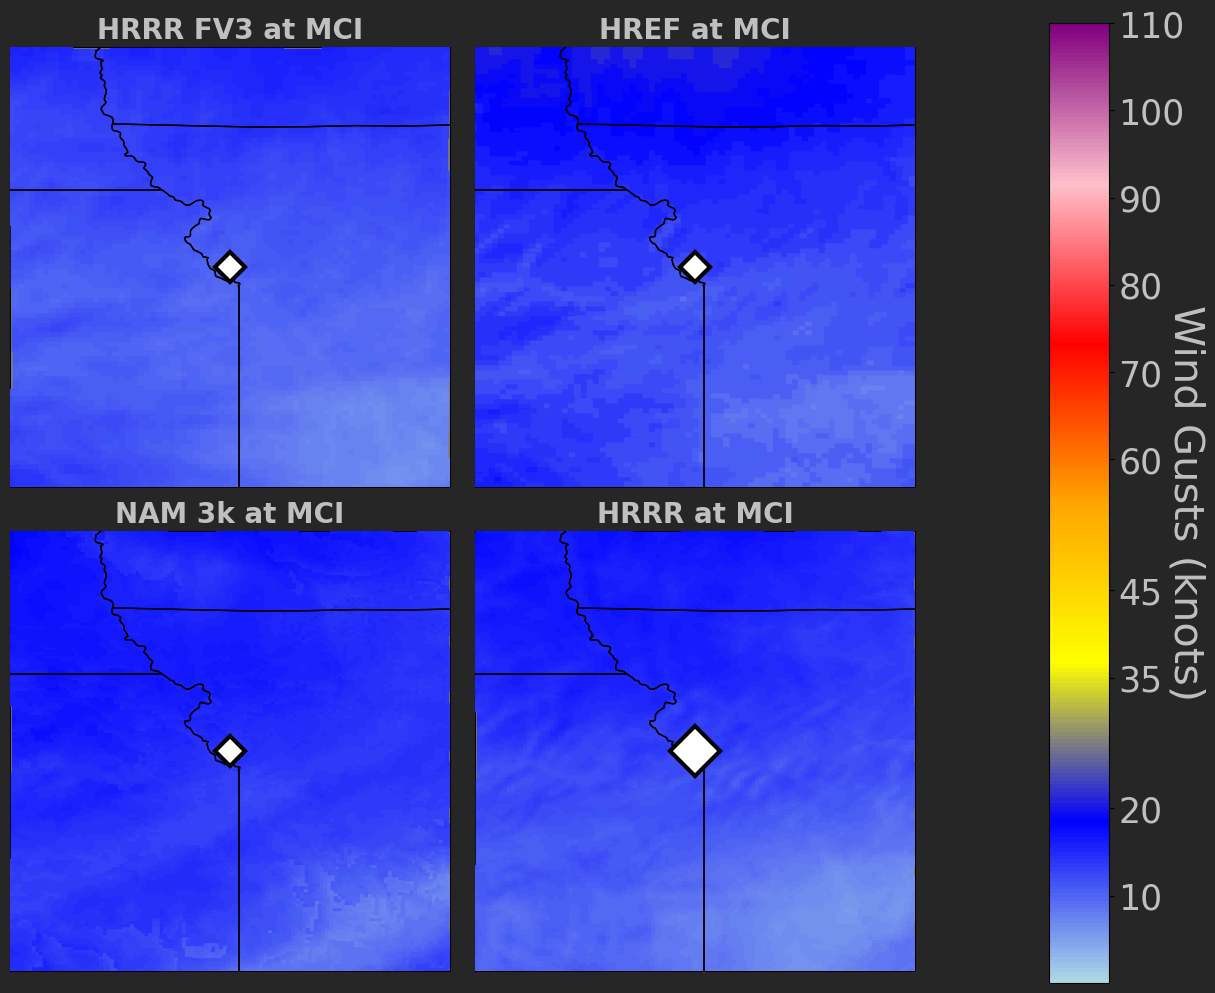 HRRR FV3 at MCI
HREF at MCI
NAM 3k at MCI
HRRR at MCI
110
100
90
80
70
60
45
35
20
10
Wind Gusts (knots)